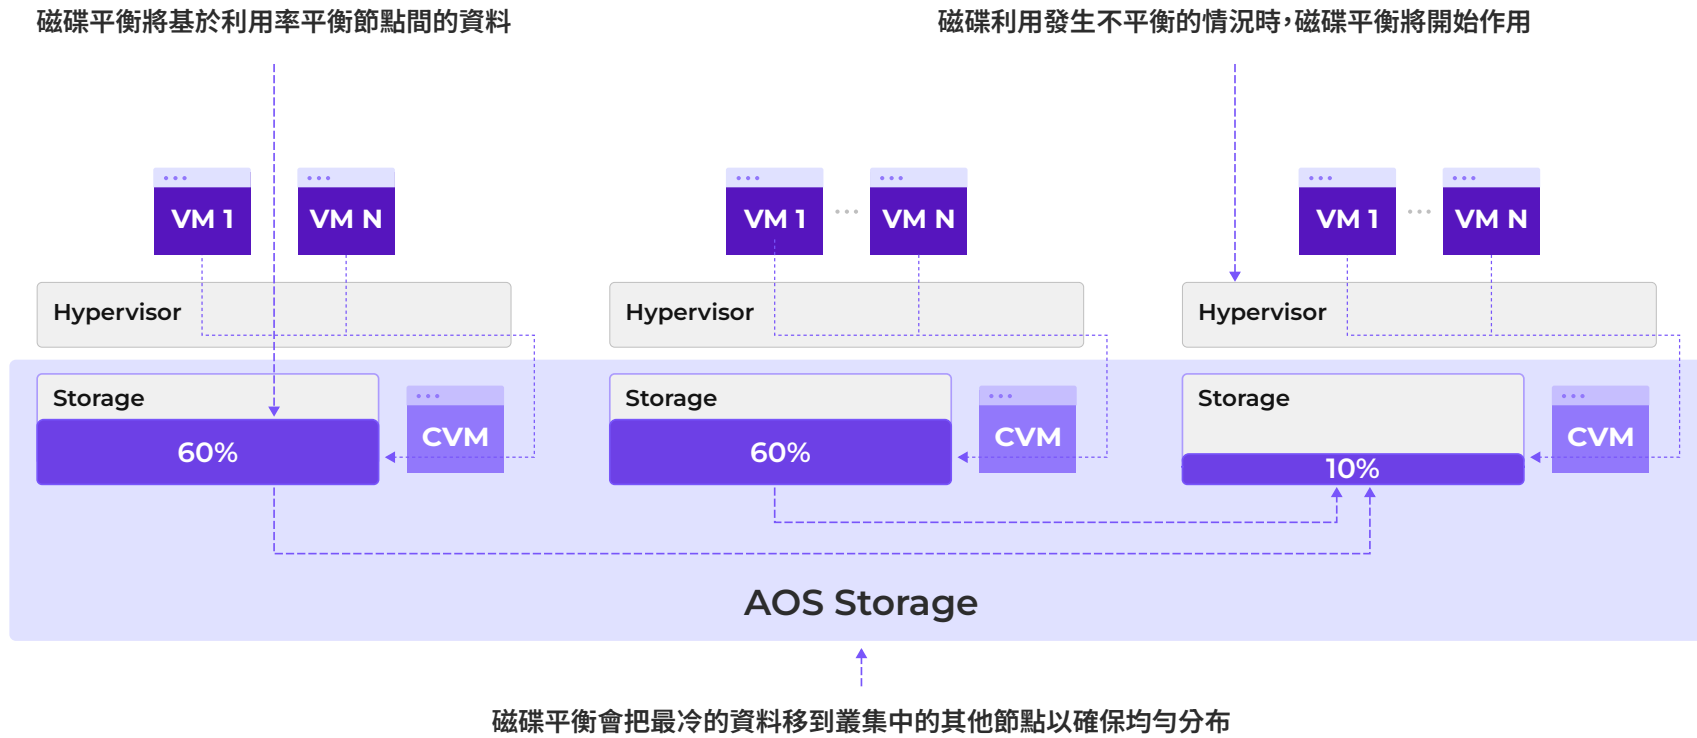 磁碟平衡將基於利用率平衡節點間的資料
磁碟利用發生不平衡的情況時，磁碟平衡將開始作用
VM 1
VM N
VM 1
VM N
VM 1
VM N
Hypervisor
Hypervisor
Hypervisor
Storage
60%
CVM
Storage
60%
CVM
Storage
10%
CVM
AOS Storage
磁碟平衡會把最冷的資料移到叢集中的其他節點以確保均勻分布